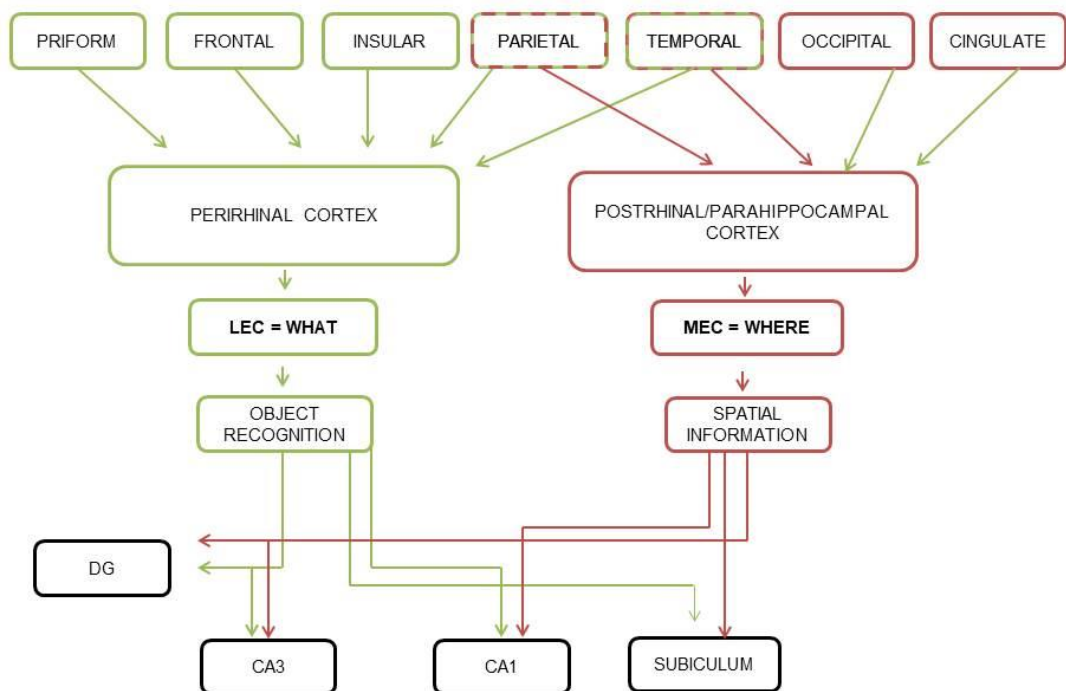 PRIFORM
FRONTAL
INSULAR
PARIETAL
TEMPORAL
OCCIPITAL
CINGULATE
PERIRHINAL CORTEX
POSTRHINAL/PARAHIPPOCAMPAL
CORTEX
LEC = WHAT
MEC = WHERE
OBJECT
RECOGNITION
SPATIAL
INFORMATION
DG
CA3
CA1
SUBICULUM